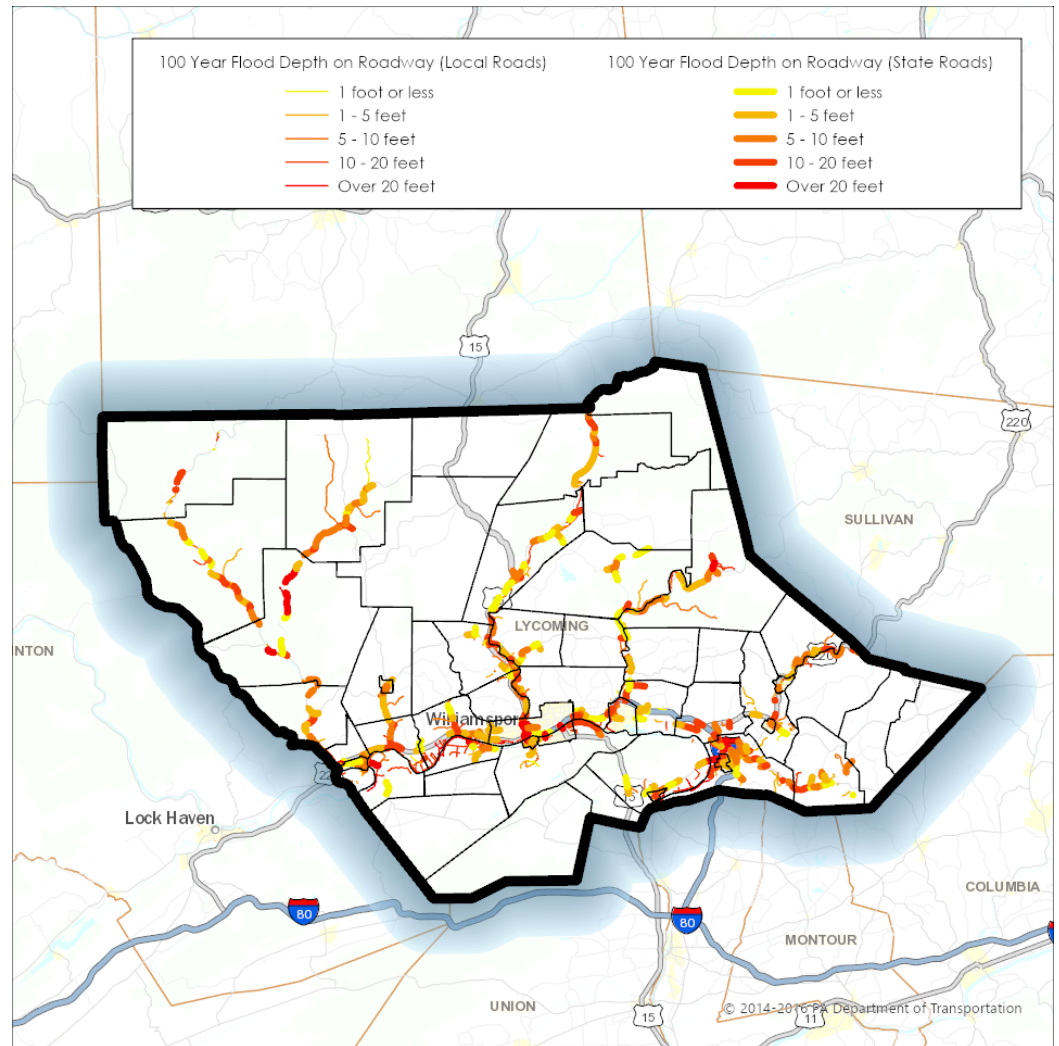 100 Year Flood Depth on Roadway (Local Roads)
1 foot or less
1 - 5 feet
5 - 10 feet
10 - 20 feet
Over 20 feet
100 Year Flood Depth on Roadway (State Roads)
1 foot or less
1 - 5 feet
5 - 10 feet
10 - 20 feet
Over 20 feet
15
220
SULLIVAN
LYCOMING
NTON
220
Williamsport
Lock Haven
80
80
COLUMBIA
MONTOUR
UNION
15
11
© 2014-2016 PA Department of Transportation